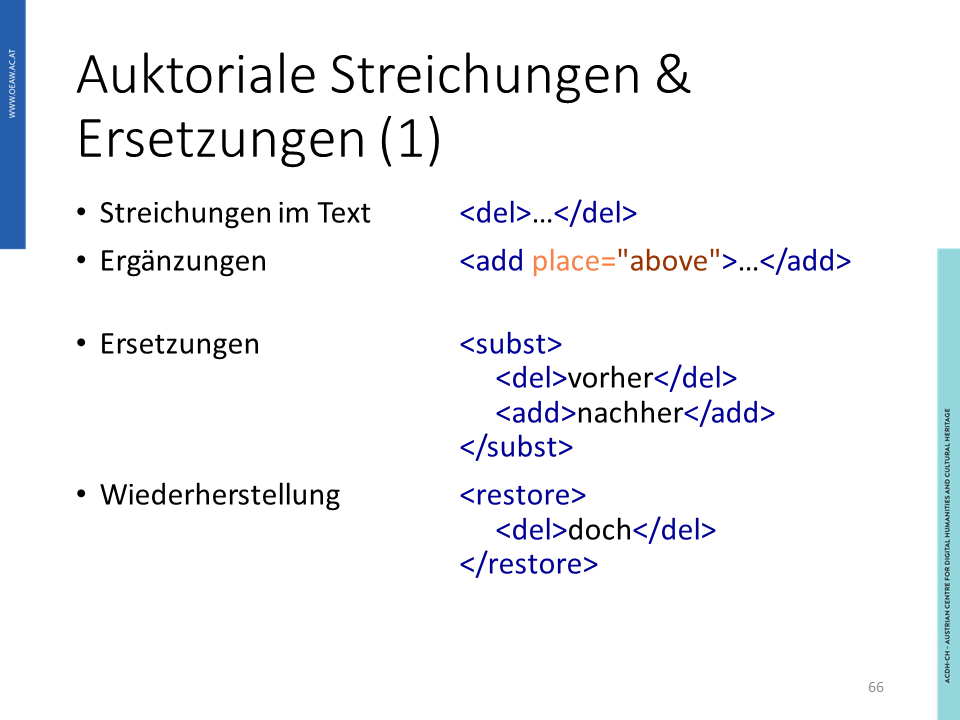 WWW.OEAW.AC.AT
Auktoriale Streichungen &
Ersetzungen (1)
• Streichungen im Text <del>…</del>
• Ergänzungen <add place="above">…</add>
• Ersetzungen <subst>
<del>vorher</del>
<add>nachher</add>
</subst>
• Wiederherstellung <restore>
<del>doch</del>
</restore>
ACDH-CH – AUSTRIAN CENTRE FOR DIGITAL HUMANITIES AND CULTURAL HERITAGE
66